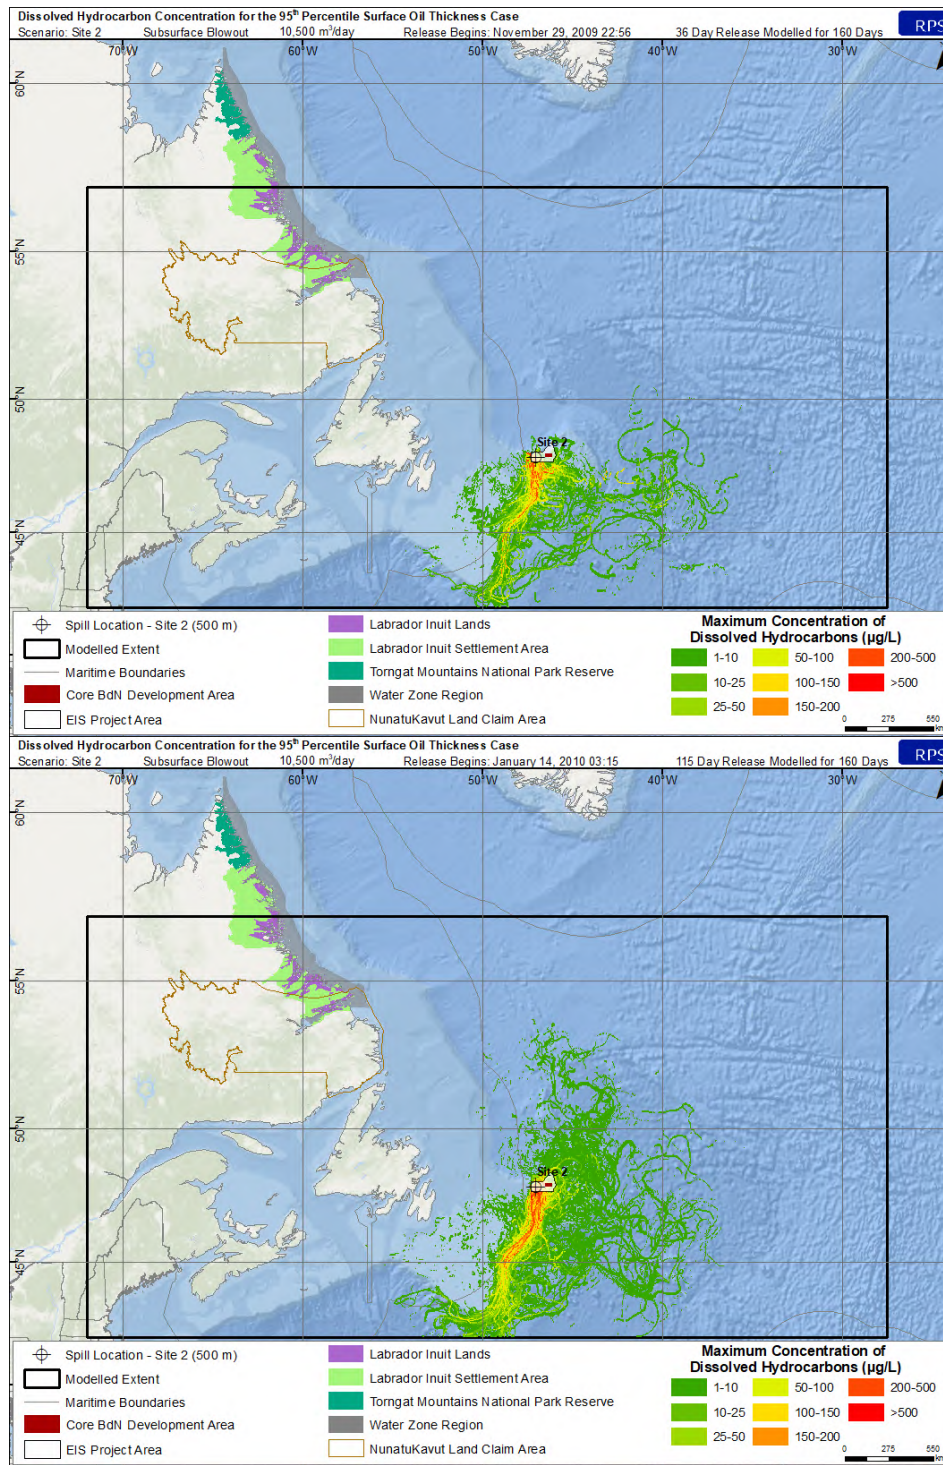 Dissolved Hydrocarbon Concentration for the 95th Percentile Surface Oil Thickness Case
Scenario: Site 2 Subsurface Blowout 10,500 m³/day Release Begins: November 29, 2009 22:56 36 Day Release Modelled for 160 Days
RPS
70°W 60°W 50°W 40°W 30°W
60°N
55°N
50°N
Site 2
45°N
Spill Location - Site 2 (500 m)
Modelled Extent
Maritime Boundaries
Core BdN Development Area
EIS Project Area
Labrador Inuit Lands
Labrador Inuit Settlement Area
Torngat Mountains National Park Reserve
Water Zone Region
NunatuKavut Land Claim Area
Maximum Concentration of
Dissolved Hydrocarbons (µg/L)
1-10 50-100 200-500
10-25 100-150 >500
25-50 150-200
0 275 550
km
Dissolved Hydrocarbon Concentration for the 95th Percentile Surface Oil Thickness Case
Scenario: Site 2 Subsurface Blowout 10,500 m³/day Release Begins: January 14, 2010 03:15 115 Day Release Modelled for 160 Days
RPS
70°W 60°W 50°W 40°W 30°W
60°N
55°N
50°N
Site 2
45°N
Spill Location - Site 2 (500 m)
Modelled Extent
Maritime Boundaries
Core BdN Development Area
EIS Project Area
Labrador Inuit Lands
Labrador Inuit Settlement Area
Torngat Mountains National Park Reserve
Water Zone Region
NunatuKavut Land Claim Area
Maximum Concentration of
Dissolved Hydrocarbons (µg/L)
1-10 50-100 200-500
10-25 100-150 >500
25-50 150-200
0 275 550
km